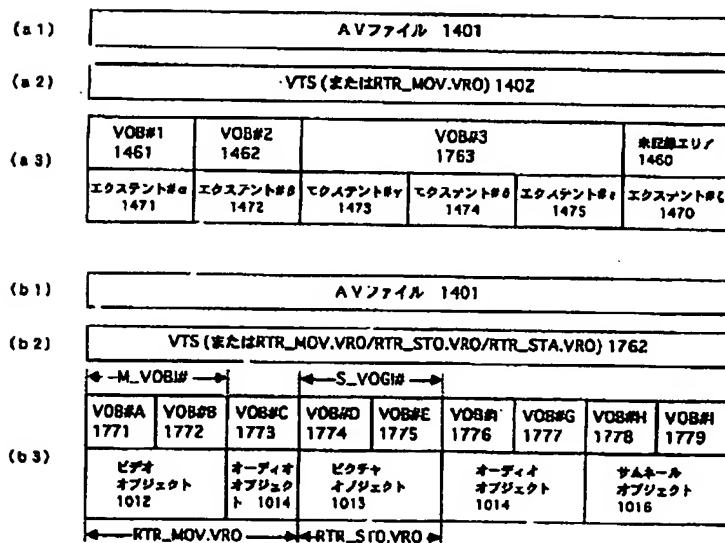 (a1)
AVファイル 1401
(a2)
VTS (またはRTR_MOV.VRO) 1402
(a3)
VOB#1 VOB#2 VOB#3 未記録エリア
1461 1462 1763 1460
エクステント#α エクステント#β エクステント#γ エクステント#δ エクステント#ε エクステント#ζ
1471 1472 1473 1474 1475 1470
(b1)
AVファイル 1401
(b2)
VTS (またはRTR_MOV.VRO/RTR_STO.VRO/RTR_STA.VRO) 1762
M_VOBI# S_VOGI#
(b3)
VOB#A VOB#B VOB#C VOB#D VOB#E VOB#F VOB#G VOB#H VOB#I
1771 1772 1773 1774 1775 1776 1777 1778 1779
ビデオ オーディオ ピクチャ オーディオ サムネール
オブジェクト オブジェク オブジェクト オブジェクト オブジェクト
1012 ト 1014 1013 1014 1016
RTR_MOV.VRO RTR_STO.VRO